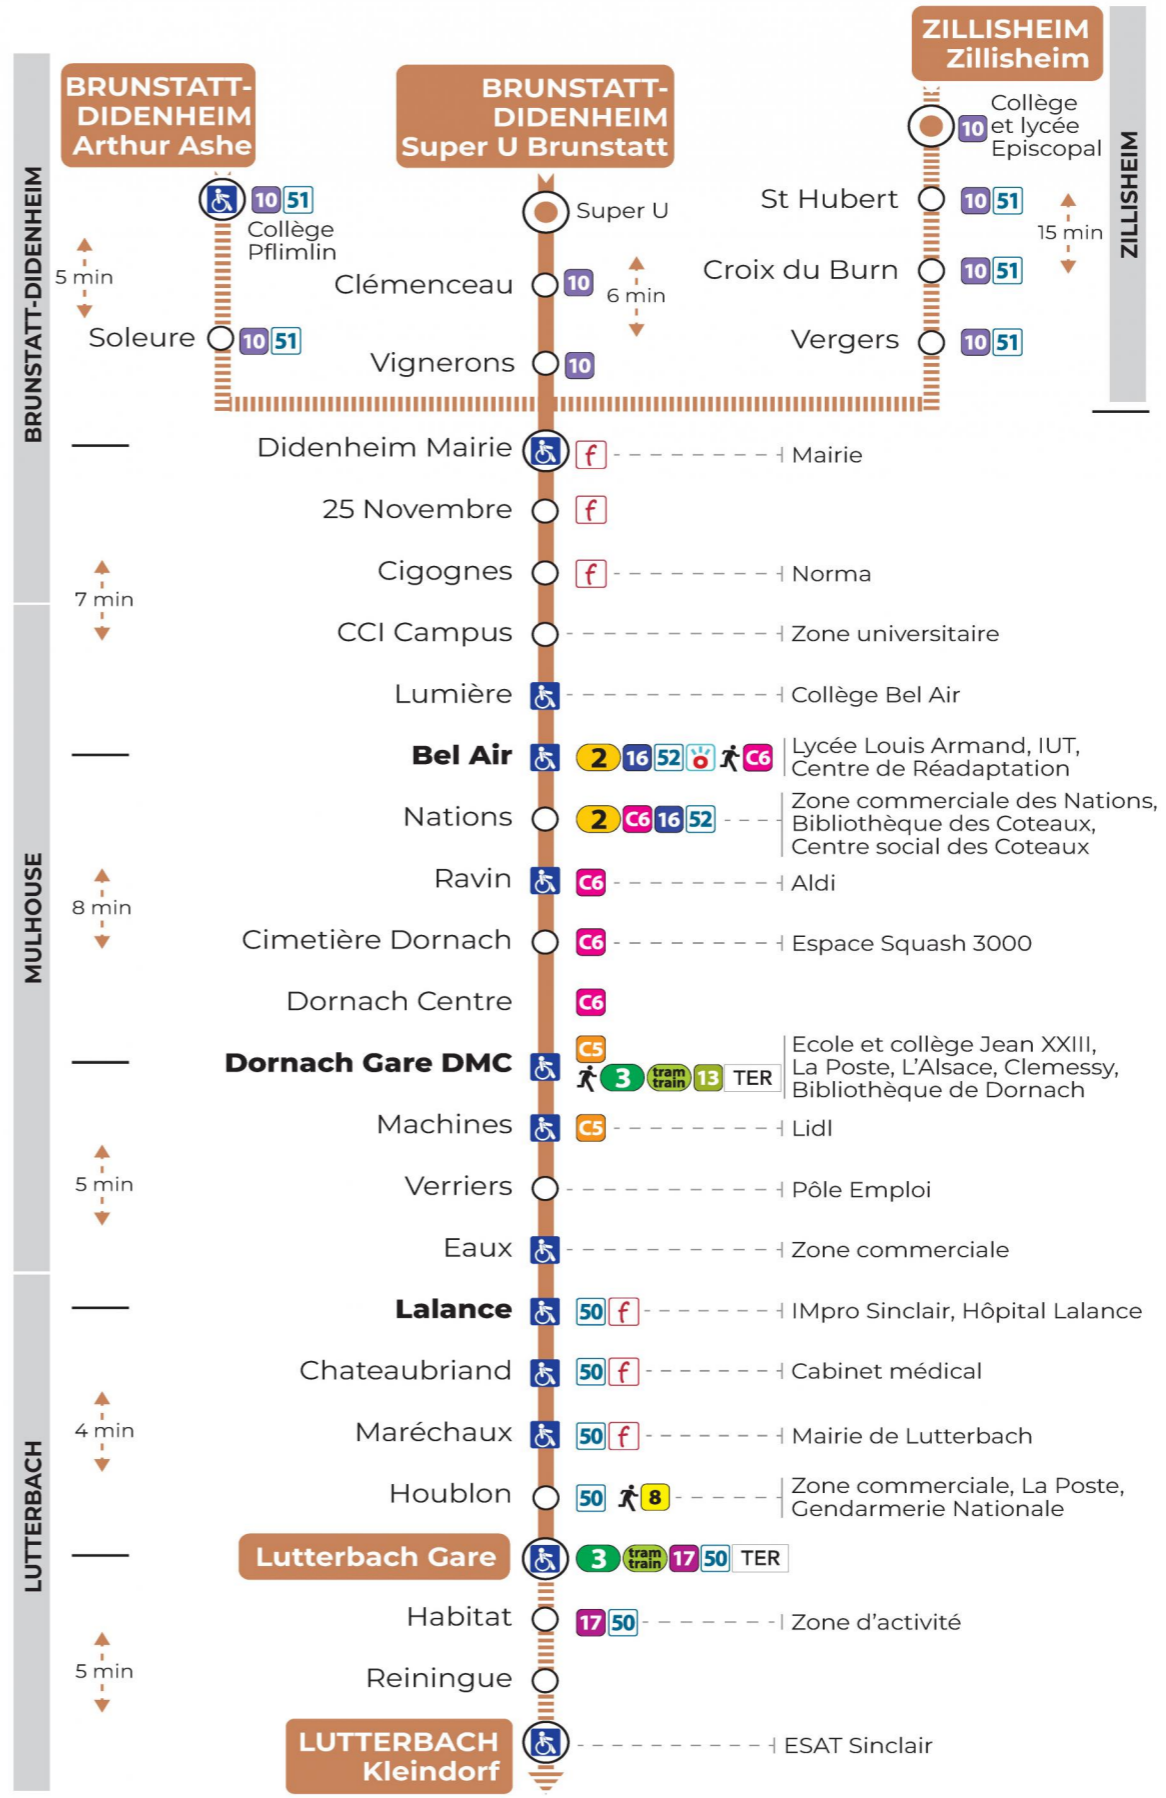 ZILLISHEIM
Zillisheim
BRUNSTATT-
DIDENHEIM
Arthur Ashe
BRUNSTATT-
DIDENHEIM
Super U Brunstatt
BRUNSTATT-DIDENHEIM
ZILLISHEIM
10
Collège
et lycée
Episcopal
10 51
Collège
Pflimlin
5 min
Soleure
10 51
Super U
Clémenceau
10
6 min
Vignerons
10
St Hubert
10 51
15 min
Croix du Burn
10 51
Vergers
10 51
Didenheim Mairie f Mairie
25 Novembre f
Cigognes f Norma
7 min
MULHOUSE
CCI Campus Zone universitaire
Lumière Collège Bel Air
Bel Air 2 16 52 C6
Lycée Louis Armand, IUT,
Centre de Réadaptation
Nations 2 C6 16 52
Zone commerciale des Nations,
Bibliothèque des Coteaux,
Centre social des Coteaux
Ravin C6 Aldi
8 min
Cimetière Dornach C6 Espace Squash 3000
Dornach Centre C6
Dornach Gare DMC
C5
3 tram train 13 TER
Ecole et collège Jean XXIII,
La Poste, L'Alsace, Clemessy,
Bibliothèque de Dornach
Machines C5 Lidl
5 min
Verriers Pôle Emploi
Eaux Zone commerciale
LUTTERBACH
Lalance 50 f IMpro Sinclair, Hôpital Lalance
Chateaubriand 50 f Cabinet médical
4 min
Maréchaux 50 f Mairie de Lutterbach
Houblon 50 8
Zone commerciale, La Poste,
Gendarmerie Nationale
Lutterbach Gare 3 tram train 17 50 TER
Habitat 17 50 Zone d'activité
5 min
Reiningue
LUTTERBACH
Kleindorf
ESAT Sinclair